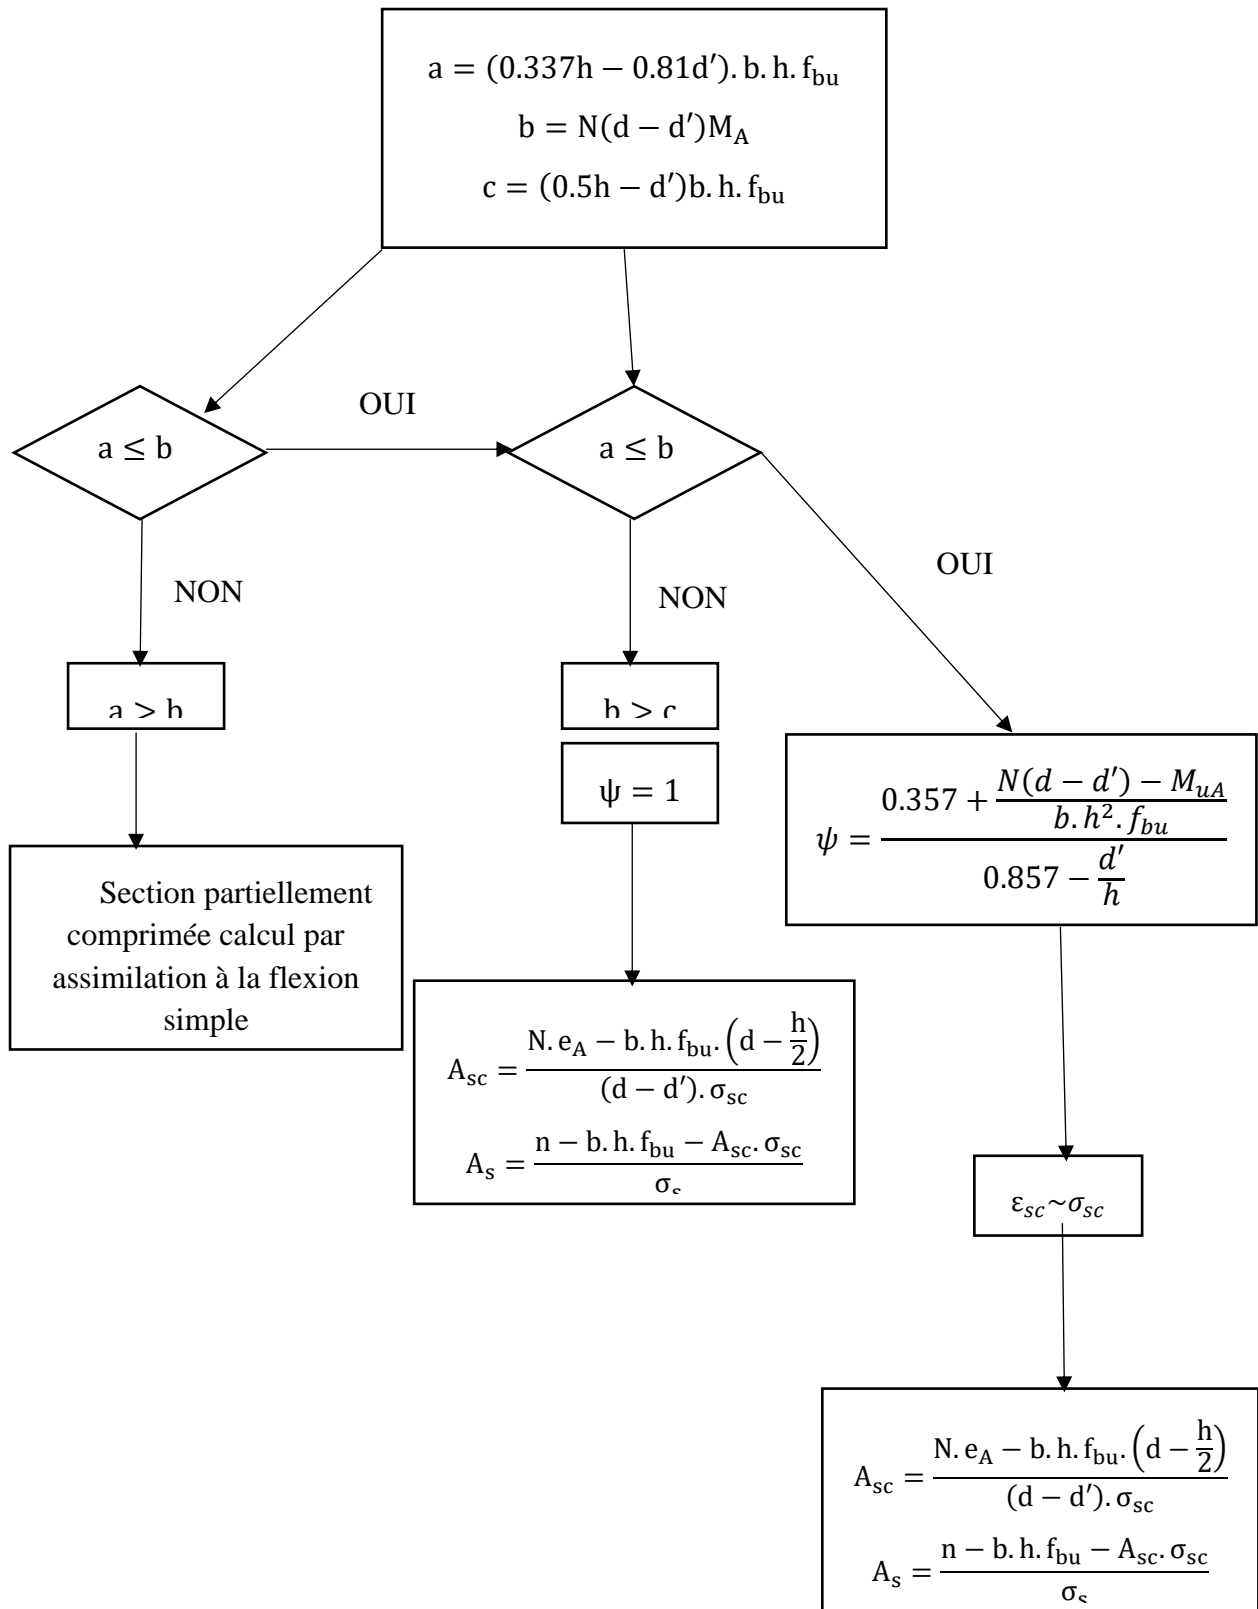 a = (0.337h − 0.81d′). b. h. f_bu
b = N(d − d′)M_A
c = (0.5h − d′)b. h. f_bu
a ≤ b
OUI
a ≤ b
OUI
NON
NON
a > b
b > c
ψ = 1
ψ = (0.357 + (N(d − d′) − M_uA)/(b. h². f_bu))/(0.857 − d′/h)
Section partiellement
comprimée calcul par
assimilation à la flexion
simple
A_sc = (N. e_A − b. h. f_bu. (d − h/2))/((d − d′). σ_sc)
A_s = (n − b. h. f_bu − A_sc. σ_sc)/σ_s
ε_sc~σ_sc
A_sc = (N. e_A − b. h. f_bu. (d − h/2))/((d − d′). σ_sc)
A_s = (n − b. h. f_bu − A_sc. σ_sc)/σ_s